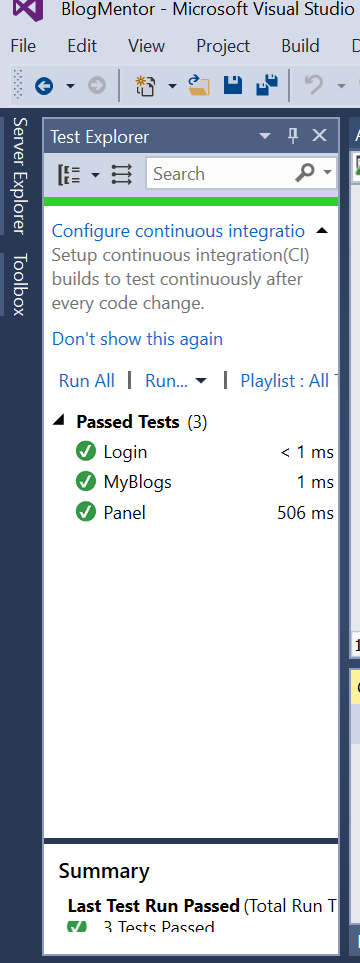 BlogMentor - Microsoft Visual Studio
File Edit View Project Build
Server Explorer
Toolbox
Test Explorer
Search
Configure continuous integratio
Setup continuous integration(CI)
builds to test continuously after
every code change.
Don't show this again
Run All | Run... | Playlist : All
Passed Tests (3)
Login < 1 ms
MyBlogs 1 ms
Panel 506 ms
Summary
Last Test Run Passed (Total Run T
3 Tests Passed